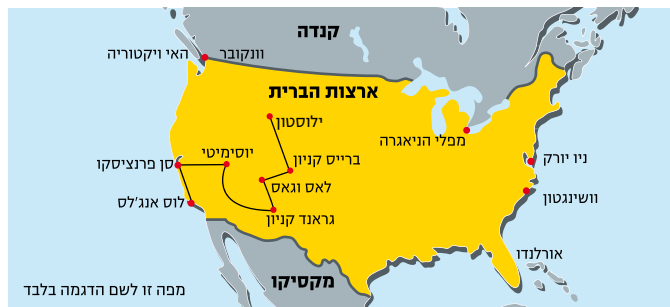 קנדה
האי ויקטוריה
וונקובר
ארצות הברית
ילוסטון
מפלי הניאגרה
יוסימיטי
ברייס קניון
ניו יורק
סן פרנציסקו
לאס וגאס
וושינגטון
לוס אנג'לס
גראנד קניון
אורלנדו
מקסיקו
מפה זו לשם הדגמה בלבד